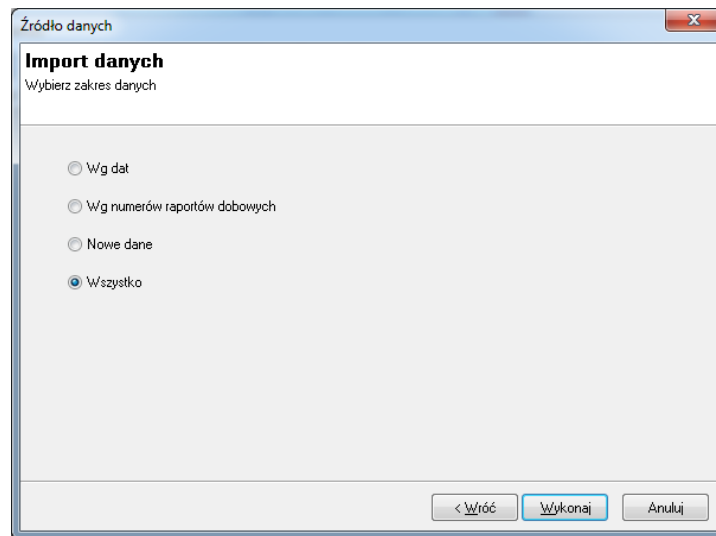 Źródło danych
Import danych
Wybierz zakres danych
Wg dat
Wg numerów raportów dobowych
Nowe dane
Wszystko
< Wróć Wykonaj Anuluj